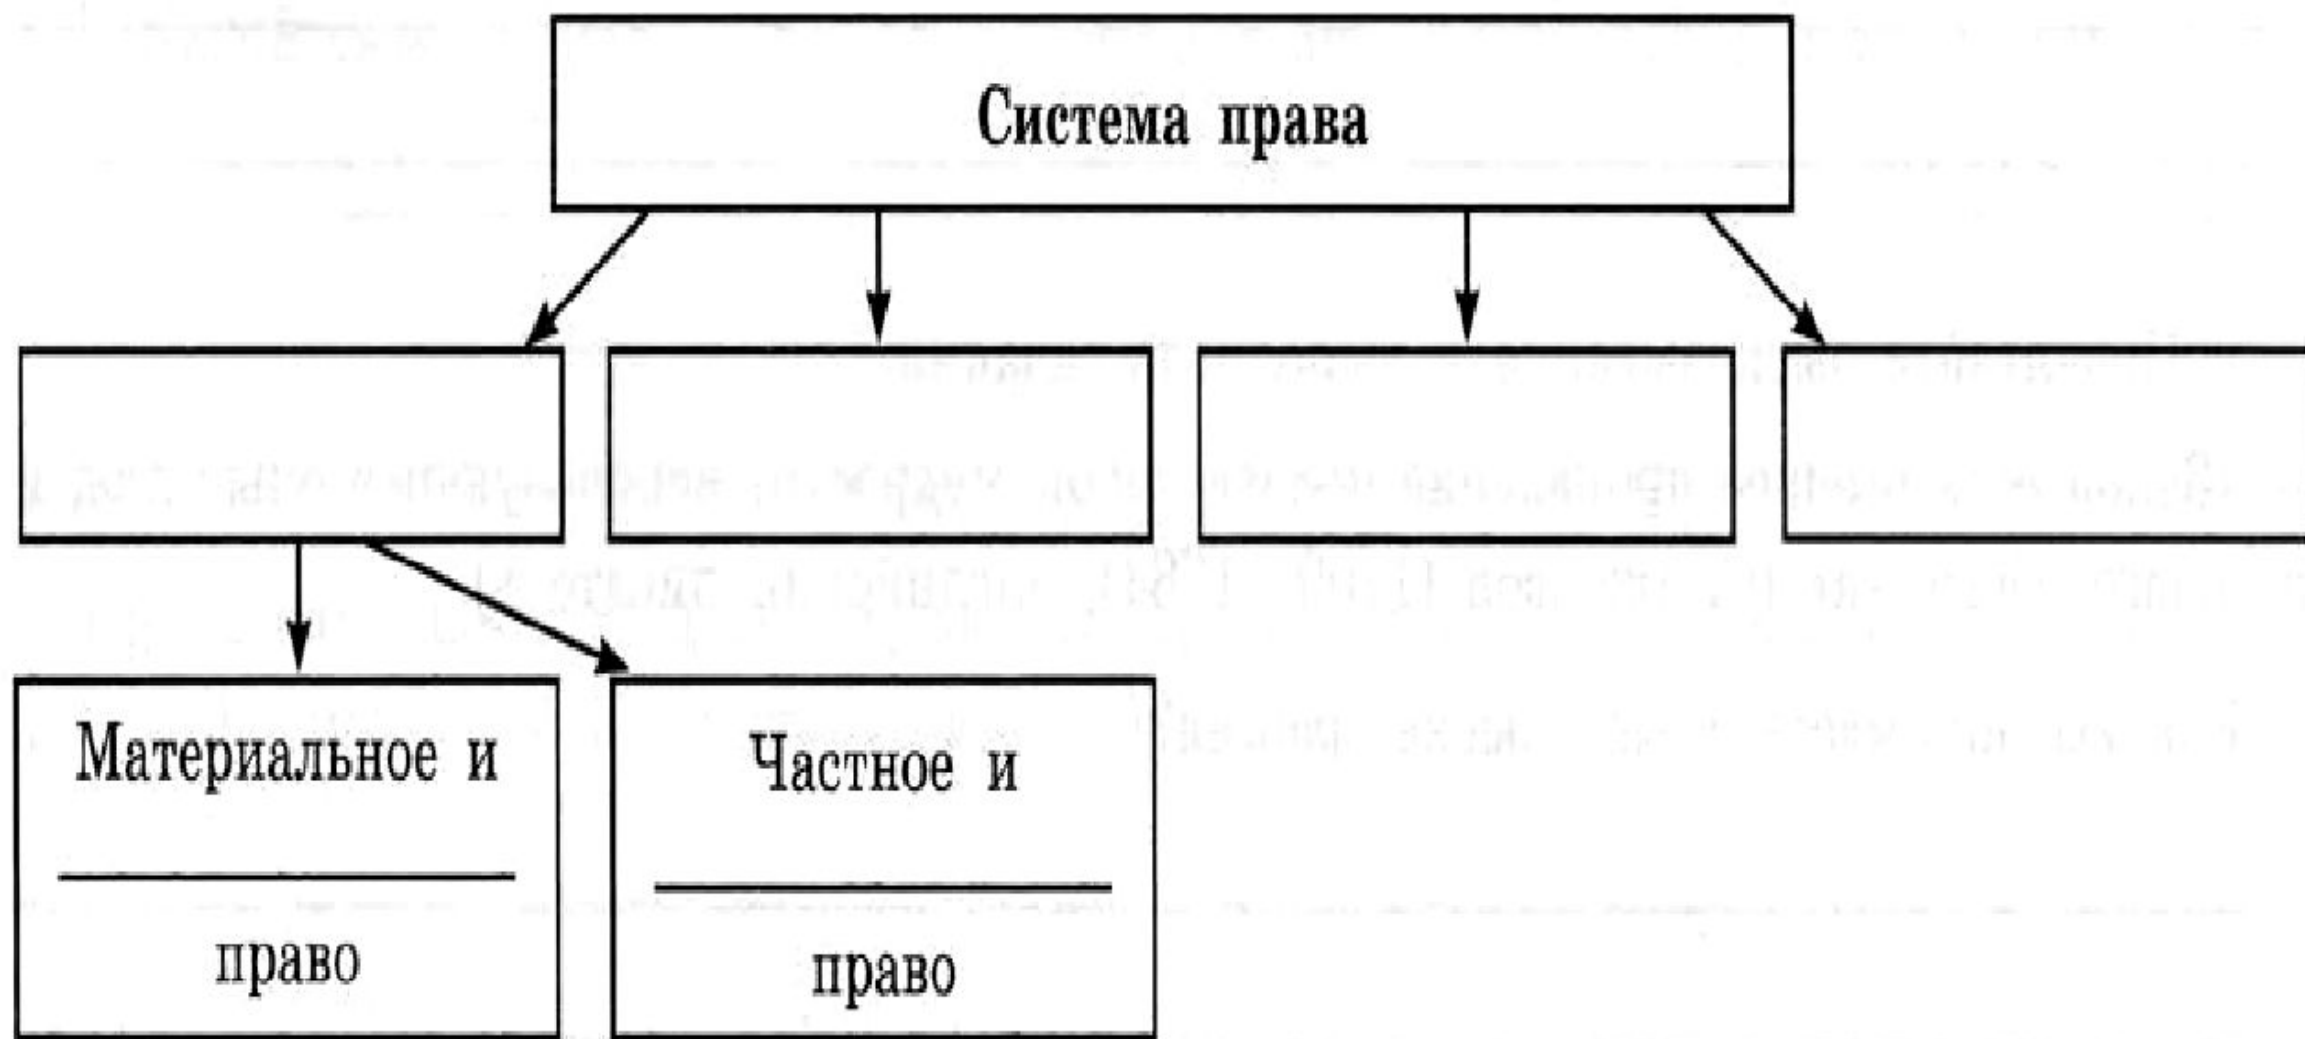 Система права
Материальное и
право
Частное и
право